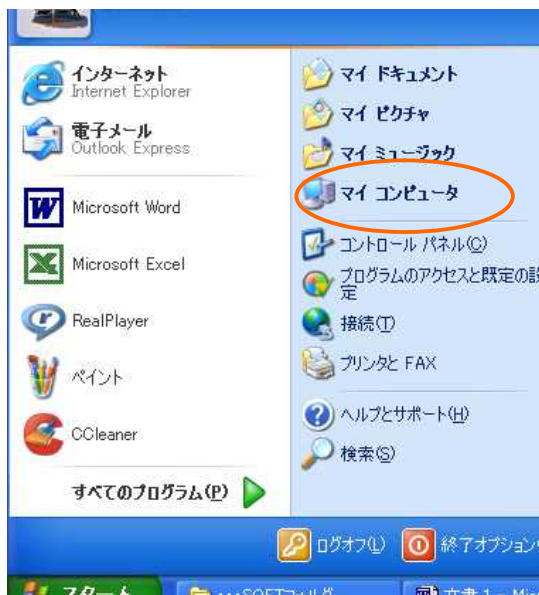 インターネット
Internet Explorer
電子メール
Outlook Express
Microsoft Word
Microsoft Excel
RealPlayer
ペイント
CCleaner
すべてのプログラム(P)
マイ ドキュメント
マイ ピクチャ
マイ ミュージック
マイ コンピュータ
コントロール パネル(C)
プログラムのアクセスと既定の設
定
接続(T)
プリンタと FAX
ヘルプとサポート(H)
検索(S)
ログオフ(L)
終了オプション
スタート